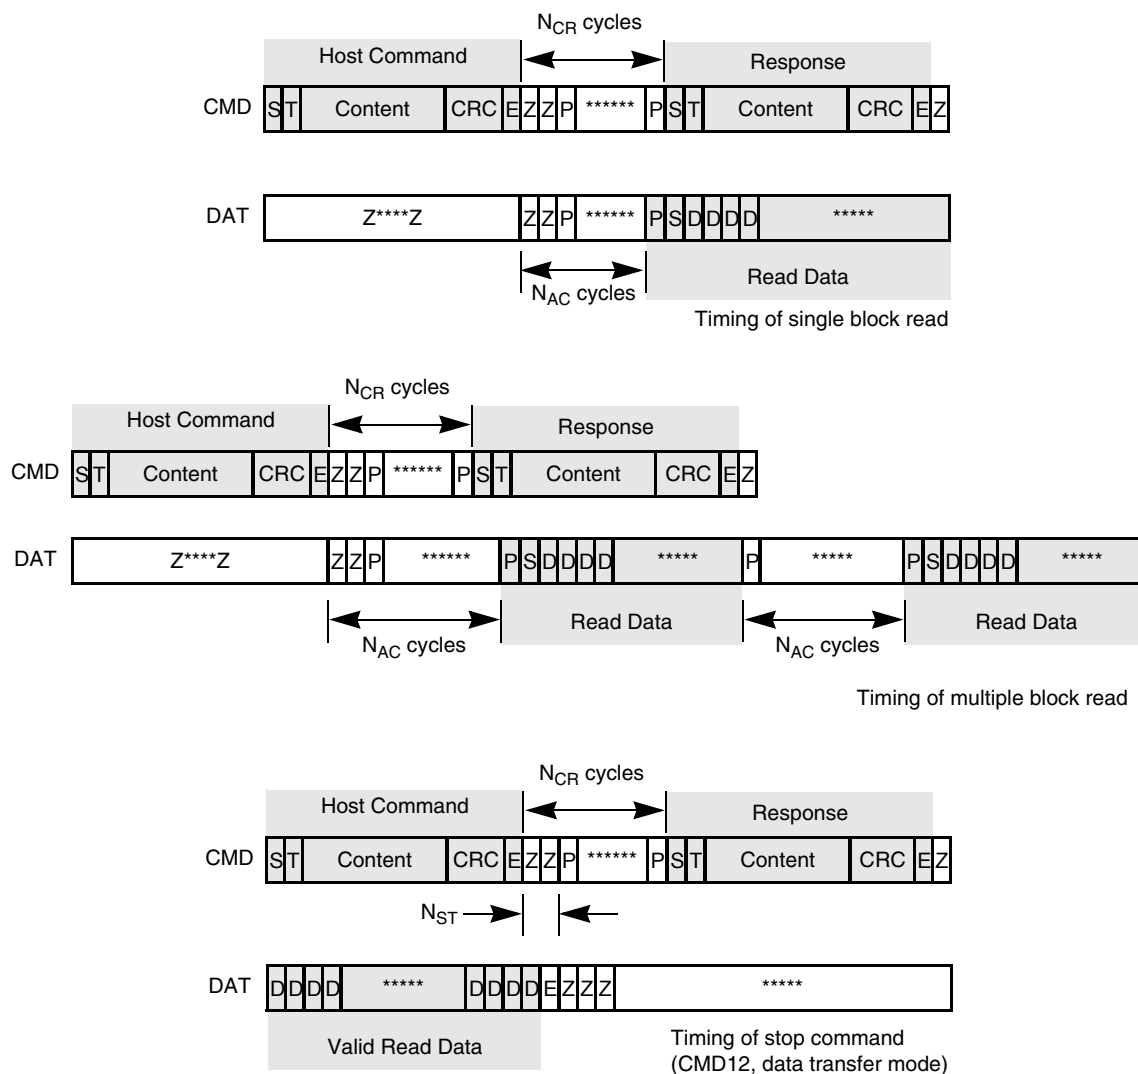 N_CR cycles
Host Command Response
CMD S T Content CRC E Z Z P ****** P S T Content CRC E Z
DAT Z****Z Z Z P ****** P S D D D D *****
N_AC cycles Read Data
Timing of single block read
N_CR cycles
Host Command Response
CMD S T Content CRC E Z Z P ****** P S T Content CRC E Z
DAT Z****Z Z Z P ****** P S D D D D ***** P ***** P S D D D D *****
N_AC cycles Read Data N_AC cycles Read Data
Timing of multiple block read
N_CR cycles
Host Command Response
CMD S T Content CRC E Z Z P ****** P S T Content CRC E Z
N_ST
DAT D D D D ***** D D D D E Z Z Z *****
Valid Read Data
Timing of stop command
(CMD12, data transfer mode)